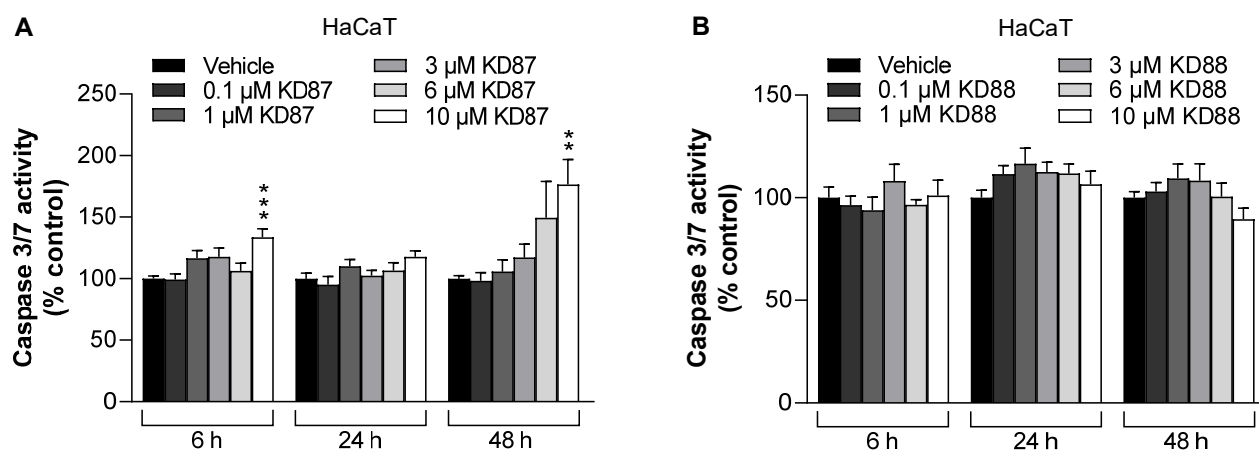 A
HaCaT
Vehicle
0.1 µM KD87
1 µM KD87
3 µM KD87
6 µM KD87
10 µM KD87
Caspase 3/7 activity
(% control)
250
200
150
100
50
0
***
**
6 h
24 h
48 h
B
HaCaT
Vehicle
0.1 µM KD88
1 µM KD88
3 µM KD88
6 µM KD88
10 µM KD88
Caspase 3/7 activity
(% control)
150
100
50
0
6 h
24 h
48 h